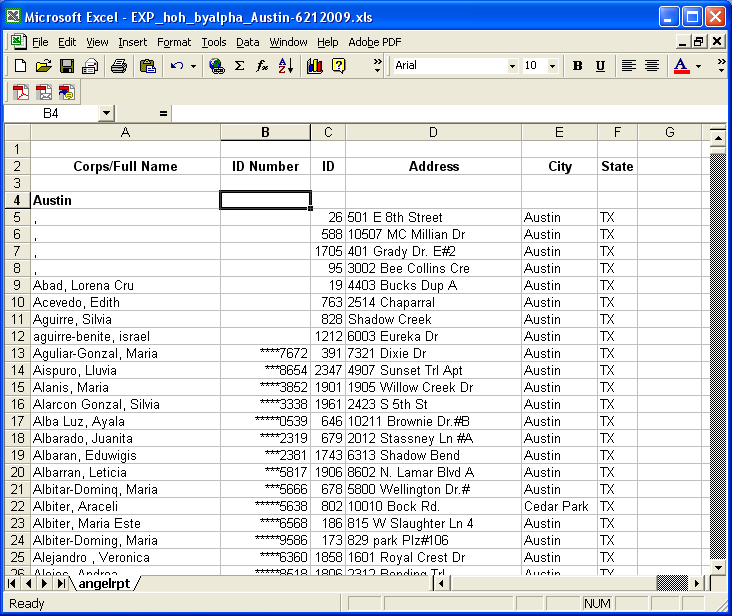 Microsoft Excel - EXP_hoh_byalpha_Austin-6212009.xls
File Edit View Insert Format Tools Data Window Help Adobe PDF
Arial 10 B U A
B4 =
A B C D E F G
1
2 Corps/Full Name ID Number ID Address City State
3
4 Austin
5 , 26 501 E 8th Street Austin TX
6 , 588 10507 MC Millian Dr Austin TX
7 , 1705 401 Grady Dr. E#2 Austin TX
8 , 95 3002 Bee Collins Cre Austin TX
9 Abad, Lorena Cru 19 4403 Bucks Dup A Austin TX
10 Acevedo, Edith 763 2514 Chaparral Austin TX
11 Aguirre, Silvia 828 Shadow Creek Austin TX
12 aguirre-benite, israel 1212 6003 Eureka Dr Austin TX
13 Aguliar-Gonzal, Maria ****7672 391 7321 Dixie Dr Austin TX
14 Aispuro, Lluvia ***8654 2347 4907 Sunset Trl Apt Austin TX
15 Alanis, Maria ****3852 1901 1905 Willow Creek Dr Austin TX
16 Alarcon Gonzal, Silvia ****3338 1961 2423 S 5th St Austin TX
17 Alba Luz, Ayala *****0539 646 10211 Brownie Dr.#B Austin TX
18 Albarado, Juanita ****2319 679 2012 Stassney Ln #A Austin TX
19 Albaran, Eduwigis ***2381 1743 6313 Shadow Bend Austin TX
20 Albarran, Leticia ***5817 1906 8602 N. Lamar Blvd A Austin TX
21 Albitar-Dominq, Maria ***5666 678 5800 Wellington Dr.# Austin TX
22 Albiter, Araceli *****5638 802 10010 Bock Rd. Cedar Park TX
23 Albiter, Maria Este ****6568 186 815 W Slaughter Ln 4 Austin TX
24 Albiter-Doming, Maria *****9586 173 829 park Plz#106 Austin TX
25 Alejandro , Veronica ****6360 1858 1601 Royal Crest Dr Austin TX
26 Alejos, Andrea *****8518 1806 2312 Bending Trl Austin TX
angelrpt
Ready NUM